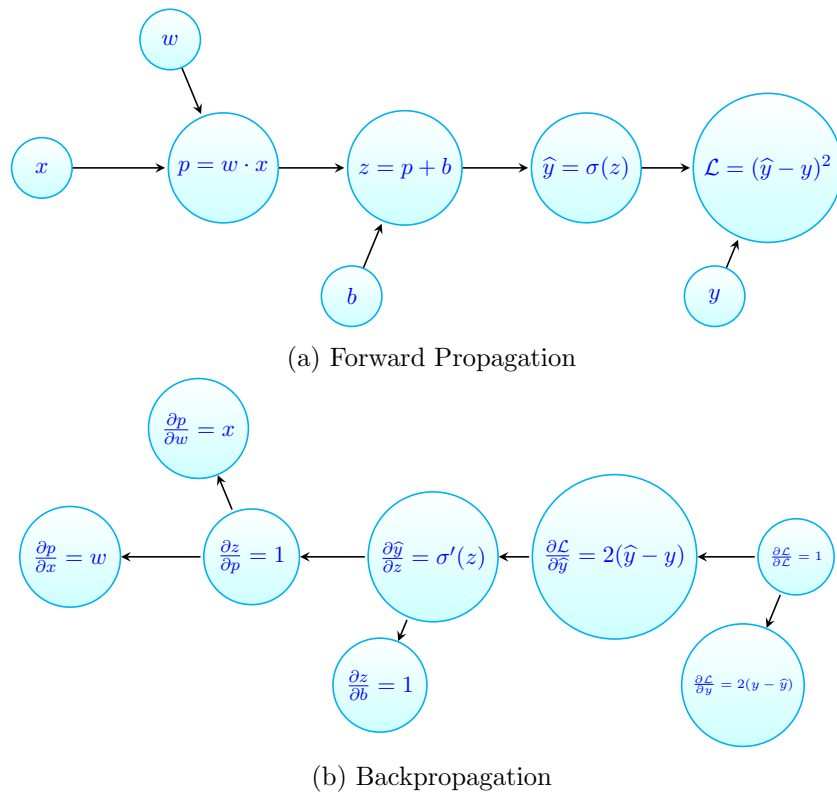 w
x
p = w · x
z = p + b
ŷ = σ(z)
ℒ = (ŷ − y)²
b
y
(a) Forward Propagation
∂p/∂w = x
∂p/∂x = w
∂z/∂p = 1
∂ŷ/∂z = σ′(z)
∂ℒ/∂ŷ = 2(ŷ − y)
∂ℒ/∂ℒ = 1
∂z/∂b = 1
∂ℒ/∂y = 2(y − ŷ)
(b) Backpropagation